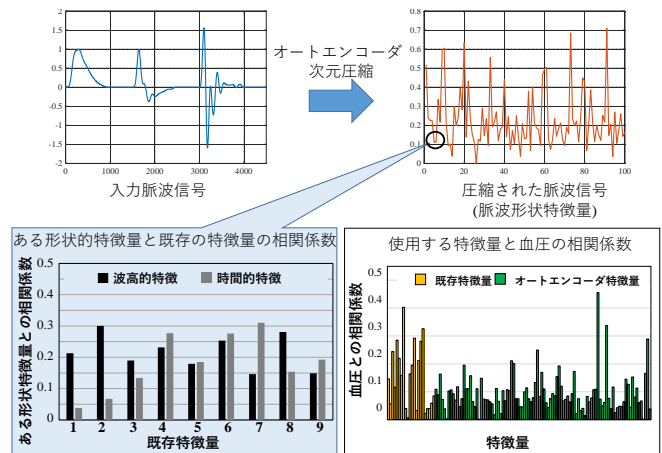 2
1.5
1
0.5
0
-0.5
-1
-1.5
-2
0
1000
2000
3000
4000
入力脈波信号
オートエンコーダ
次元圧縮
0.8
0.7
0.6
0.5
0.4
0.3
0.2
0.1
0
0
20
40
60
80
100
圧縮された脈波信号
(脈波形状特徴量)
ある形状的特徴量と既存の特徴量の相関係数
ある形状特徴量との相関係数
0.5
0.4
0.3
0.2
0.1
0
波高的特徴
時間的特徴
1 2 3 4 5 6 7 8 9
既存特徴量
使用する特徴量と血圧の相関係数
血圧との相関係数
0.5
0.4
0.3
0.2
0.1
0
既存特徴量
オートエンコーダ特徴量
特徴量